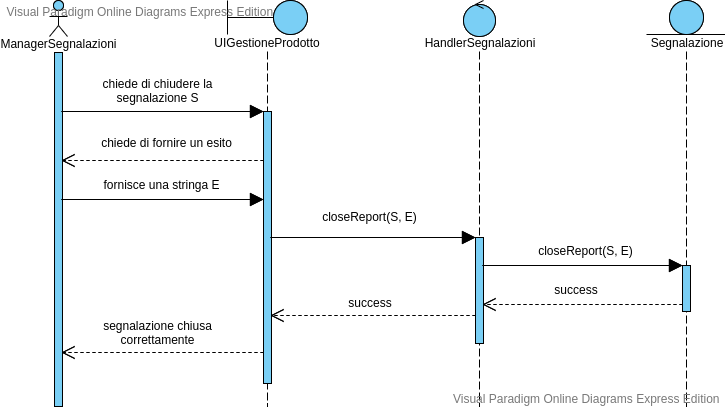 Visual Paradigm Online Diagrams Express Edition
ManagerSegnalazioni
UIGestioneProdotto
HandlerSegnalazioni
Segnalazione
chiede di chiudere la
segnalazione S
chiede di fornire un esito
fornisce una stringa E
closeReport(S, E)
closeReport(S, E)
success
success
segnalazione chiusa
correttamente
Visual Paradigm Online Diagrams Express Edition